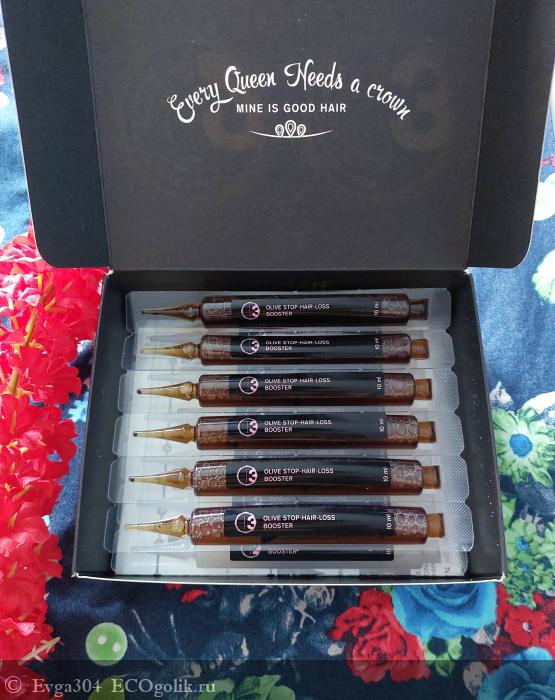 Every Queen Needs a crown
MINE IS GOOD HAIR
OLIVE STOP-HAIR-LOSS
BOOSTER
10 ml
OLIVE STOP-HAIR-LOSS
BOOSTER
10 ml
OLIVE STOP-HAIR-LOSS
BOOSTER
10 ml
OLIVE STOP-HAIR-LOSS
BOOSTER
10 ml
OLIVE STOP-HAIR-LOSS
BOOSTER
10 ml
OLIVE STOP-HAIR-LOSS
BOOSTER
10 ml
BOOSTER
© Evga304 ECOgolik.ru